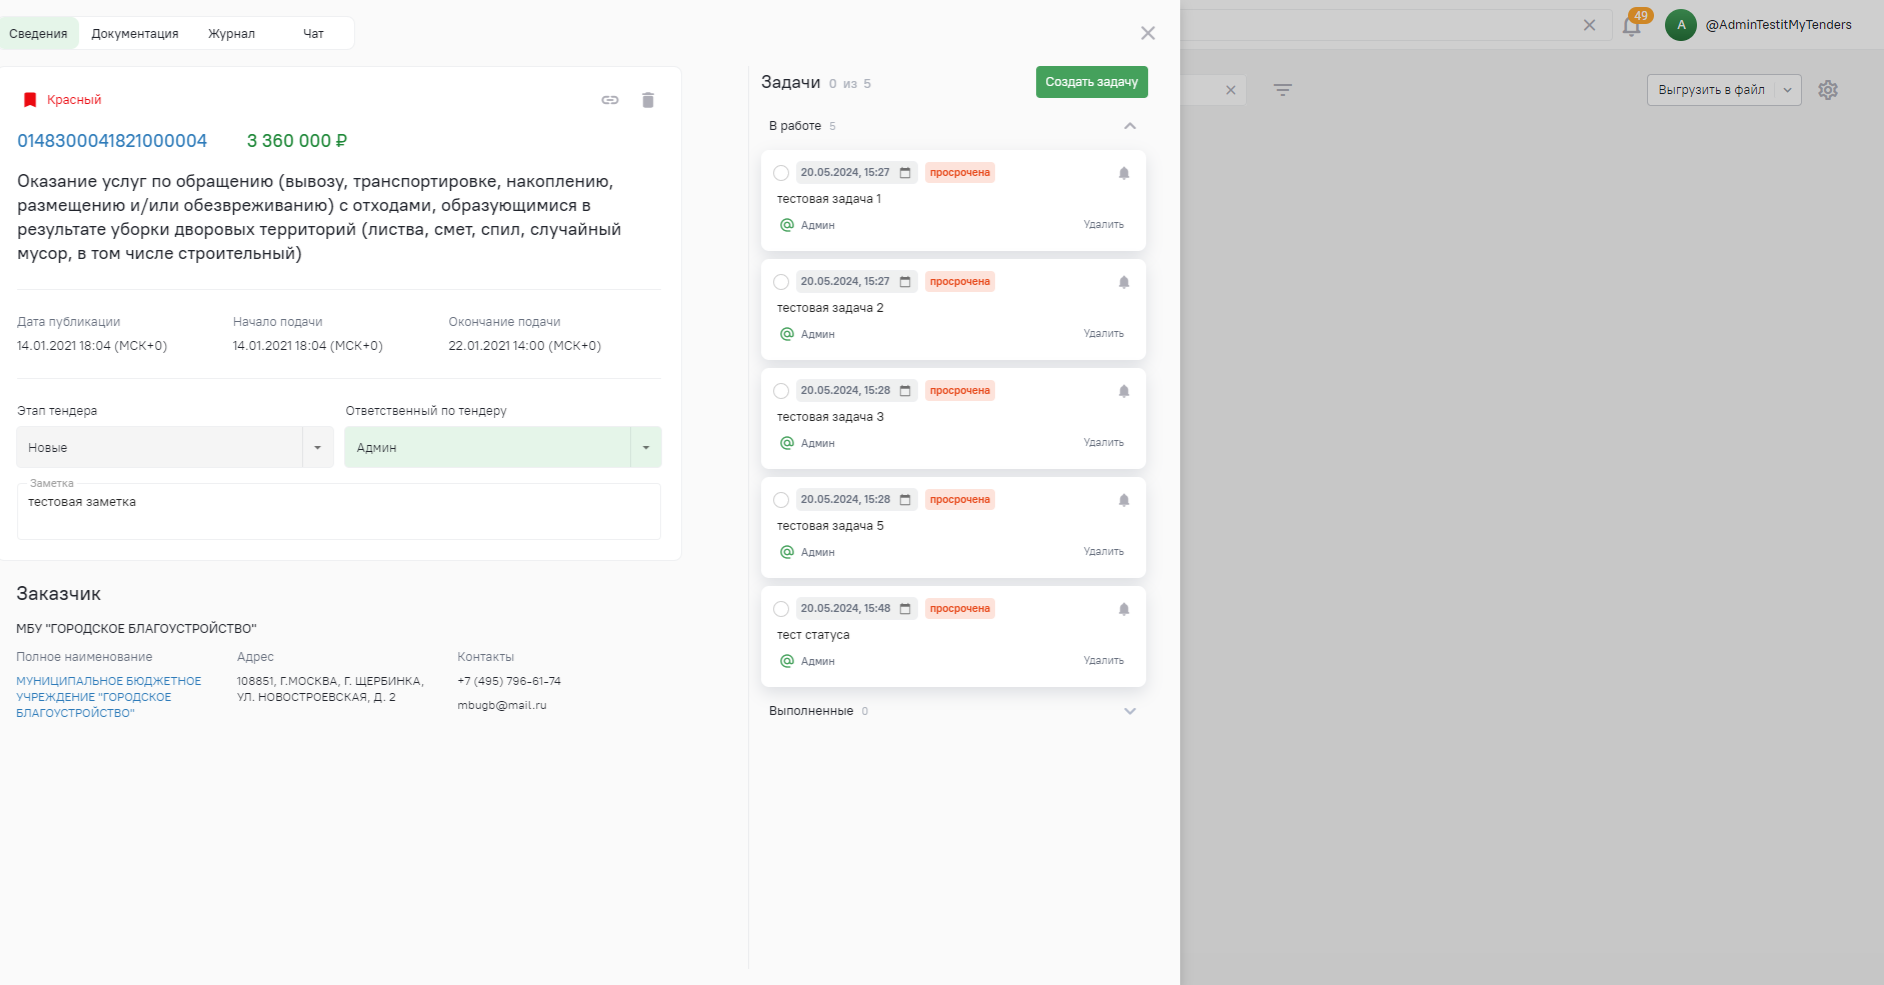 Сведения
Документация
Журнал
Чат
49
A
@AdminTestitMyTenders
Выгрузить в файл
Красный
0148300041821000004
3 360 000 ₽
Оказание услуг по обращению (вывозу, транспортировке, накоплению,
размещению и/или обезвреживанию) с отходами, образующимися в
результате уборки дворовых территорий (листва, смет, спил, случайный
мусор, в том числе строительный)
Дата публикации
14.01.2021 18:04 (МСК+0)
Начало подачи
14.01.2021 18:04 (МСК+0)
Окончание подачи
22.01.2021 14:00 (МСК+0)
Этап тендера
Новые
Ответственный по тендеру
Админ
Заметка
тестовая заметка
Заказчик
МБУ "ГОРОДСКОЕ БЛАГОУСТРОЙСТВО"
Полное наименование
МУНИЦИПАЛЬНОЕ БЮДЖЕТНОЕ
УЧРЕЖДЕНИЕ "ГОРОДСКОЕ
БЛАГОУСТРОЙСТВО"
Адрес
108851, Г.МОСКВА, Г. ЩЕРБИНКА,
УЛ. НОВОСТРОЕВСКАЯ, Д. 2
Контакты
+7 (495) 796-61-74
mbugb@mail.ru
Задачи 0 из 5
Создать задачу
В работе 5
20.05.2024, 15:27 просрочена
тестовая задача 1
Админ Удалить
20.05.2024, 15:27 просрочена
тестовая задача 2
Админ Удалить
20.05.2024, 15:28 просрочена
тестовая задача 3
Админ Удалить
20.05.2024, 15:28 просрочена
тестовая задача 5
Админ Удалить
20.05.2024, 15:48 просрочена
тест статуса
Админ Удалить
Выполненные 0